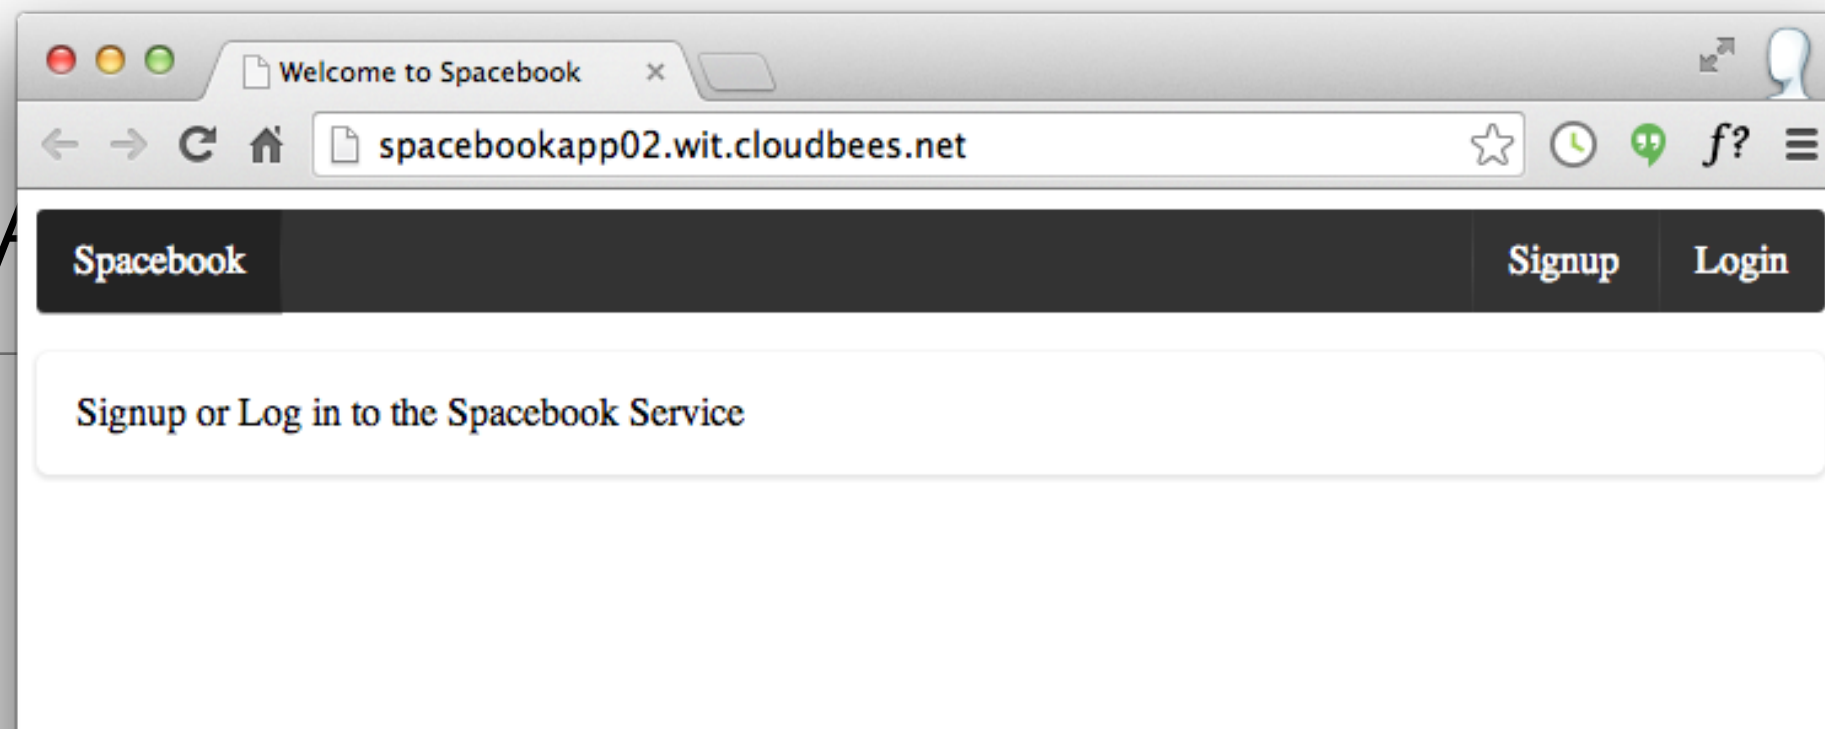 Welcome to Spacebook
spacebookapp02.wit.cloudbees.net
f?
Spacebook Signup Login
Signup or Log in to the Spacebook Service